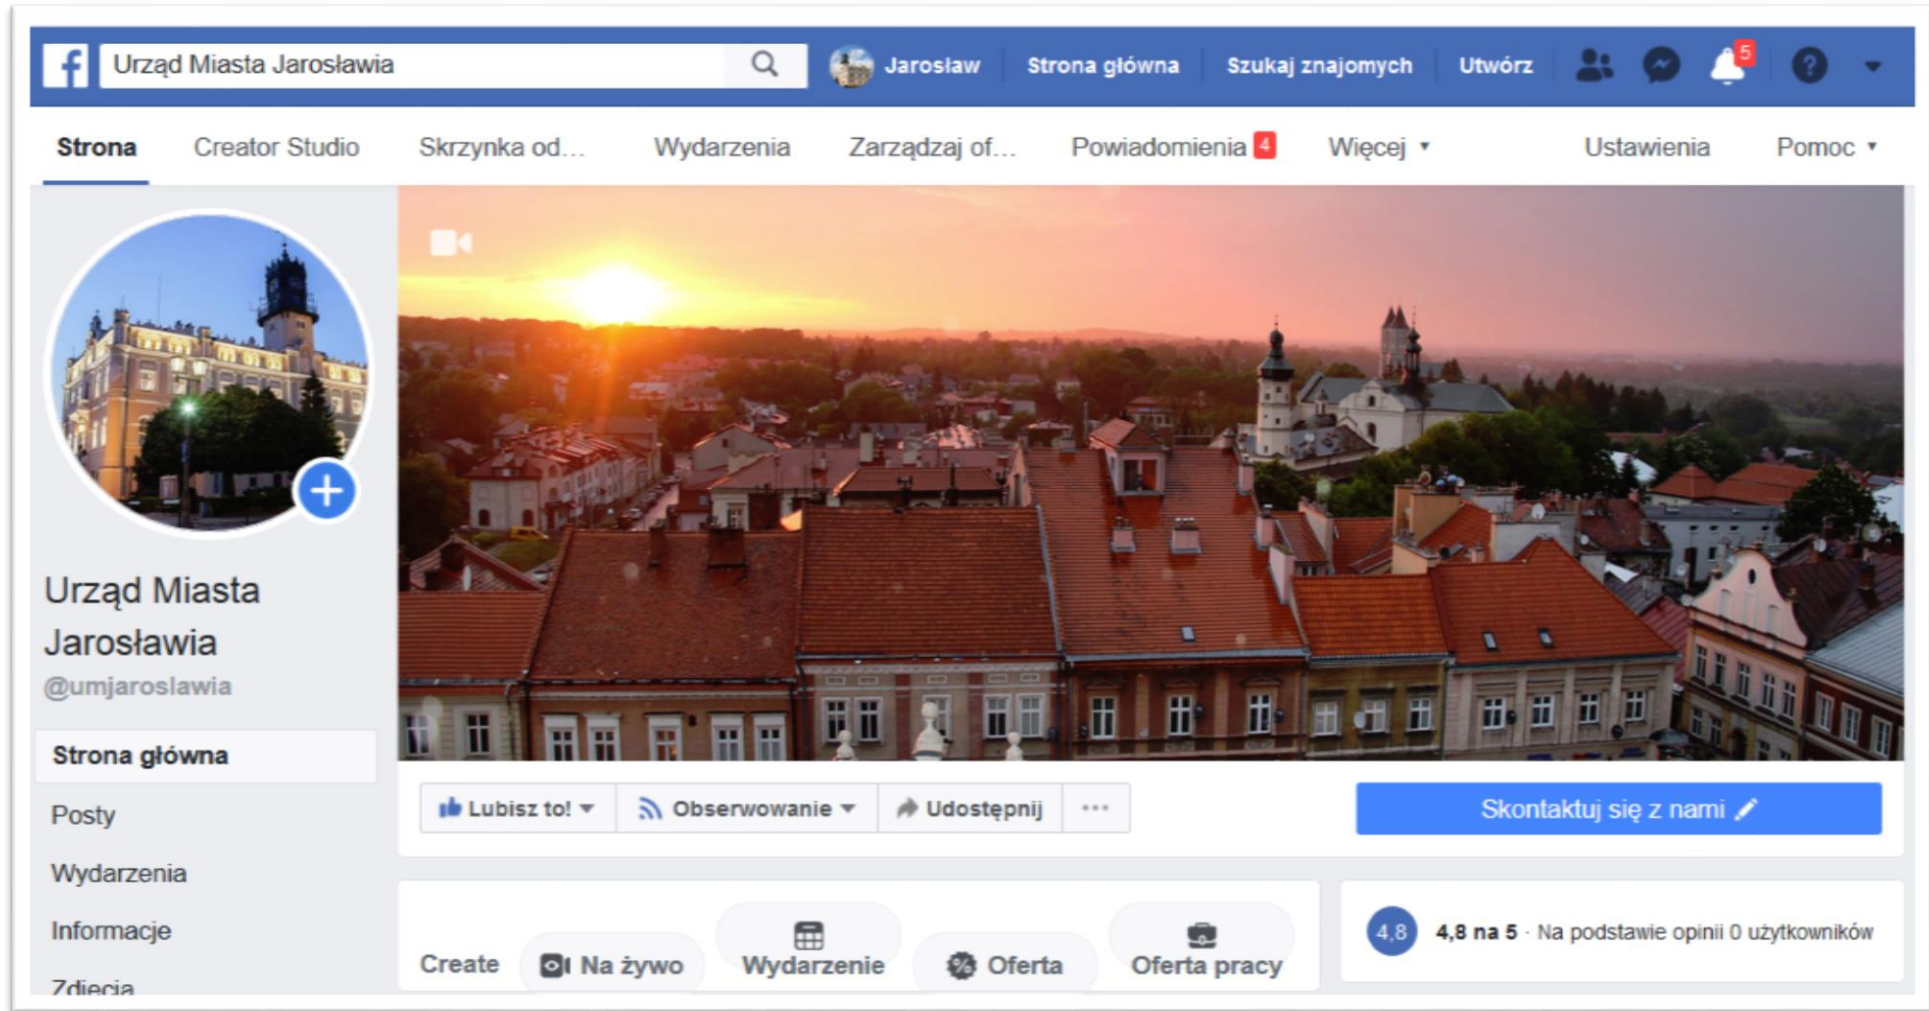 f Urząd Miasta Jarosławia Jarosław Strona główna Szukaj znajomych Utwórz 5 ?
Strona Creator Studio Skrzynka od... Wydarzenia Zarządzaj of... Powiadomienia 4 Więcej Ustawienia Pomoc
Urząd Miasta
Jarosławia
@umjaroslawia
Strona główna
Posty
Wydarzenia
Informacje
Zdjęcia
Lubisz to! Obserwowanie Udostępnij ... Skontaktuj się z nami
Create Na żywo Wydarzenie Oferta Oferta pracy
4,8 4,8 na 5 · Na podstawie opinii 0 użytkowników